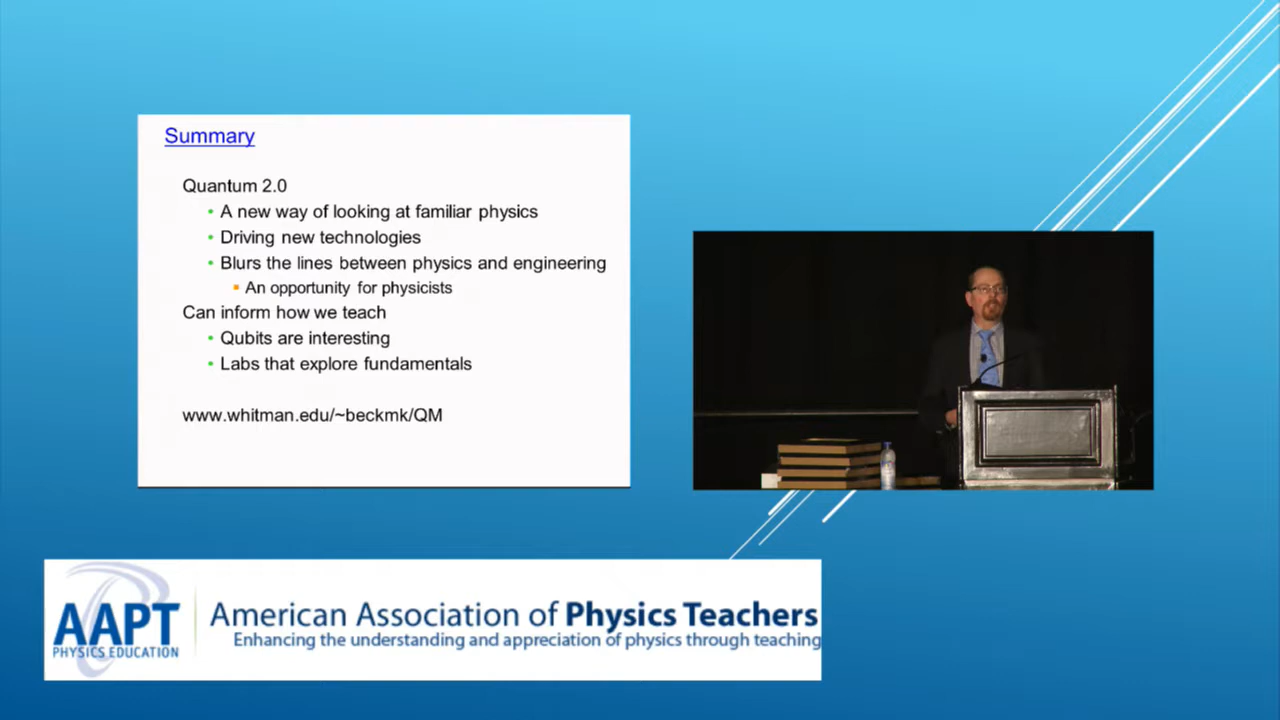 Summary
Quantum 2.0
• A new way of looking at familiar physics
• Driving new technologies
• Blurs the lines between physics and engineering
▪ An opportunity for physicists
Can inform how we teach
• Qubits are interesting
• Labs that explore fundamentals
www.whitman.edu/~beckmk/QM
AAPT
PHYSICS EDUCATION
American Association of Physics Teachers
Enhancing the understanding and appreciation of physics through teaching